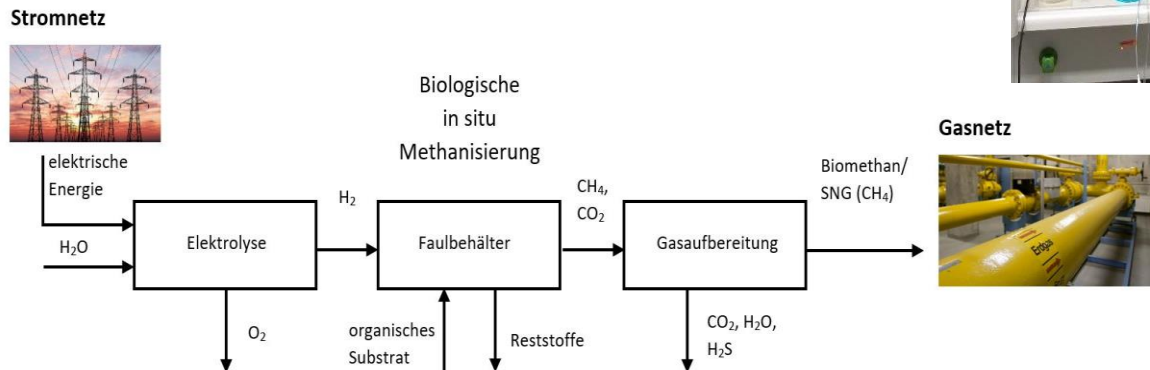 Stromnetz
Biologische
in situ
Methanisierung
Gasnetz
elektrische
Energie
H₂O
Elektrolyse
O₂
H₂
Faulbehälter
organisches
Substrat
Reststoffe
CH₄,
CO₂
Gasaufbereitung
CO₂, H₂O,
H₂S
Biomethan/
SNG (CH₄)
Erdgas